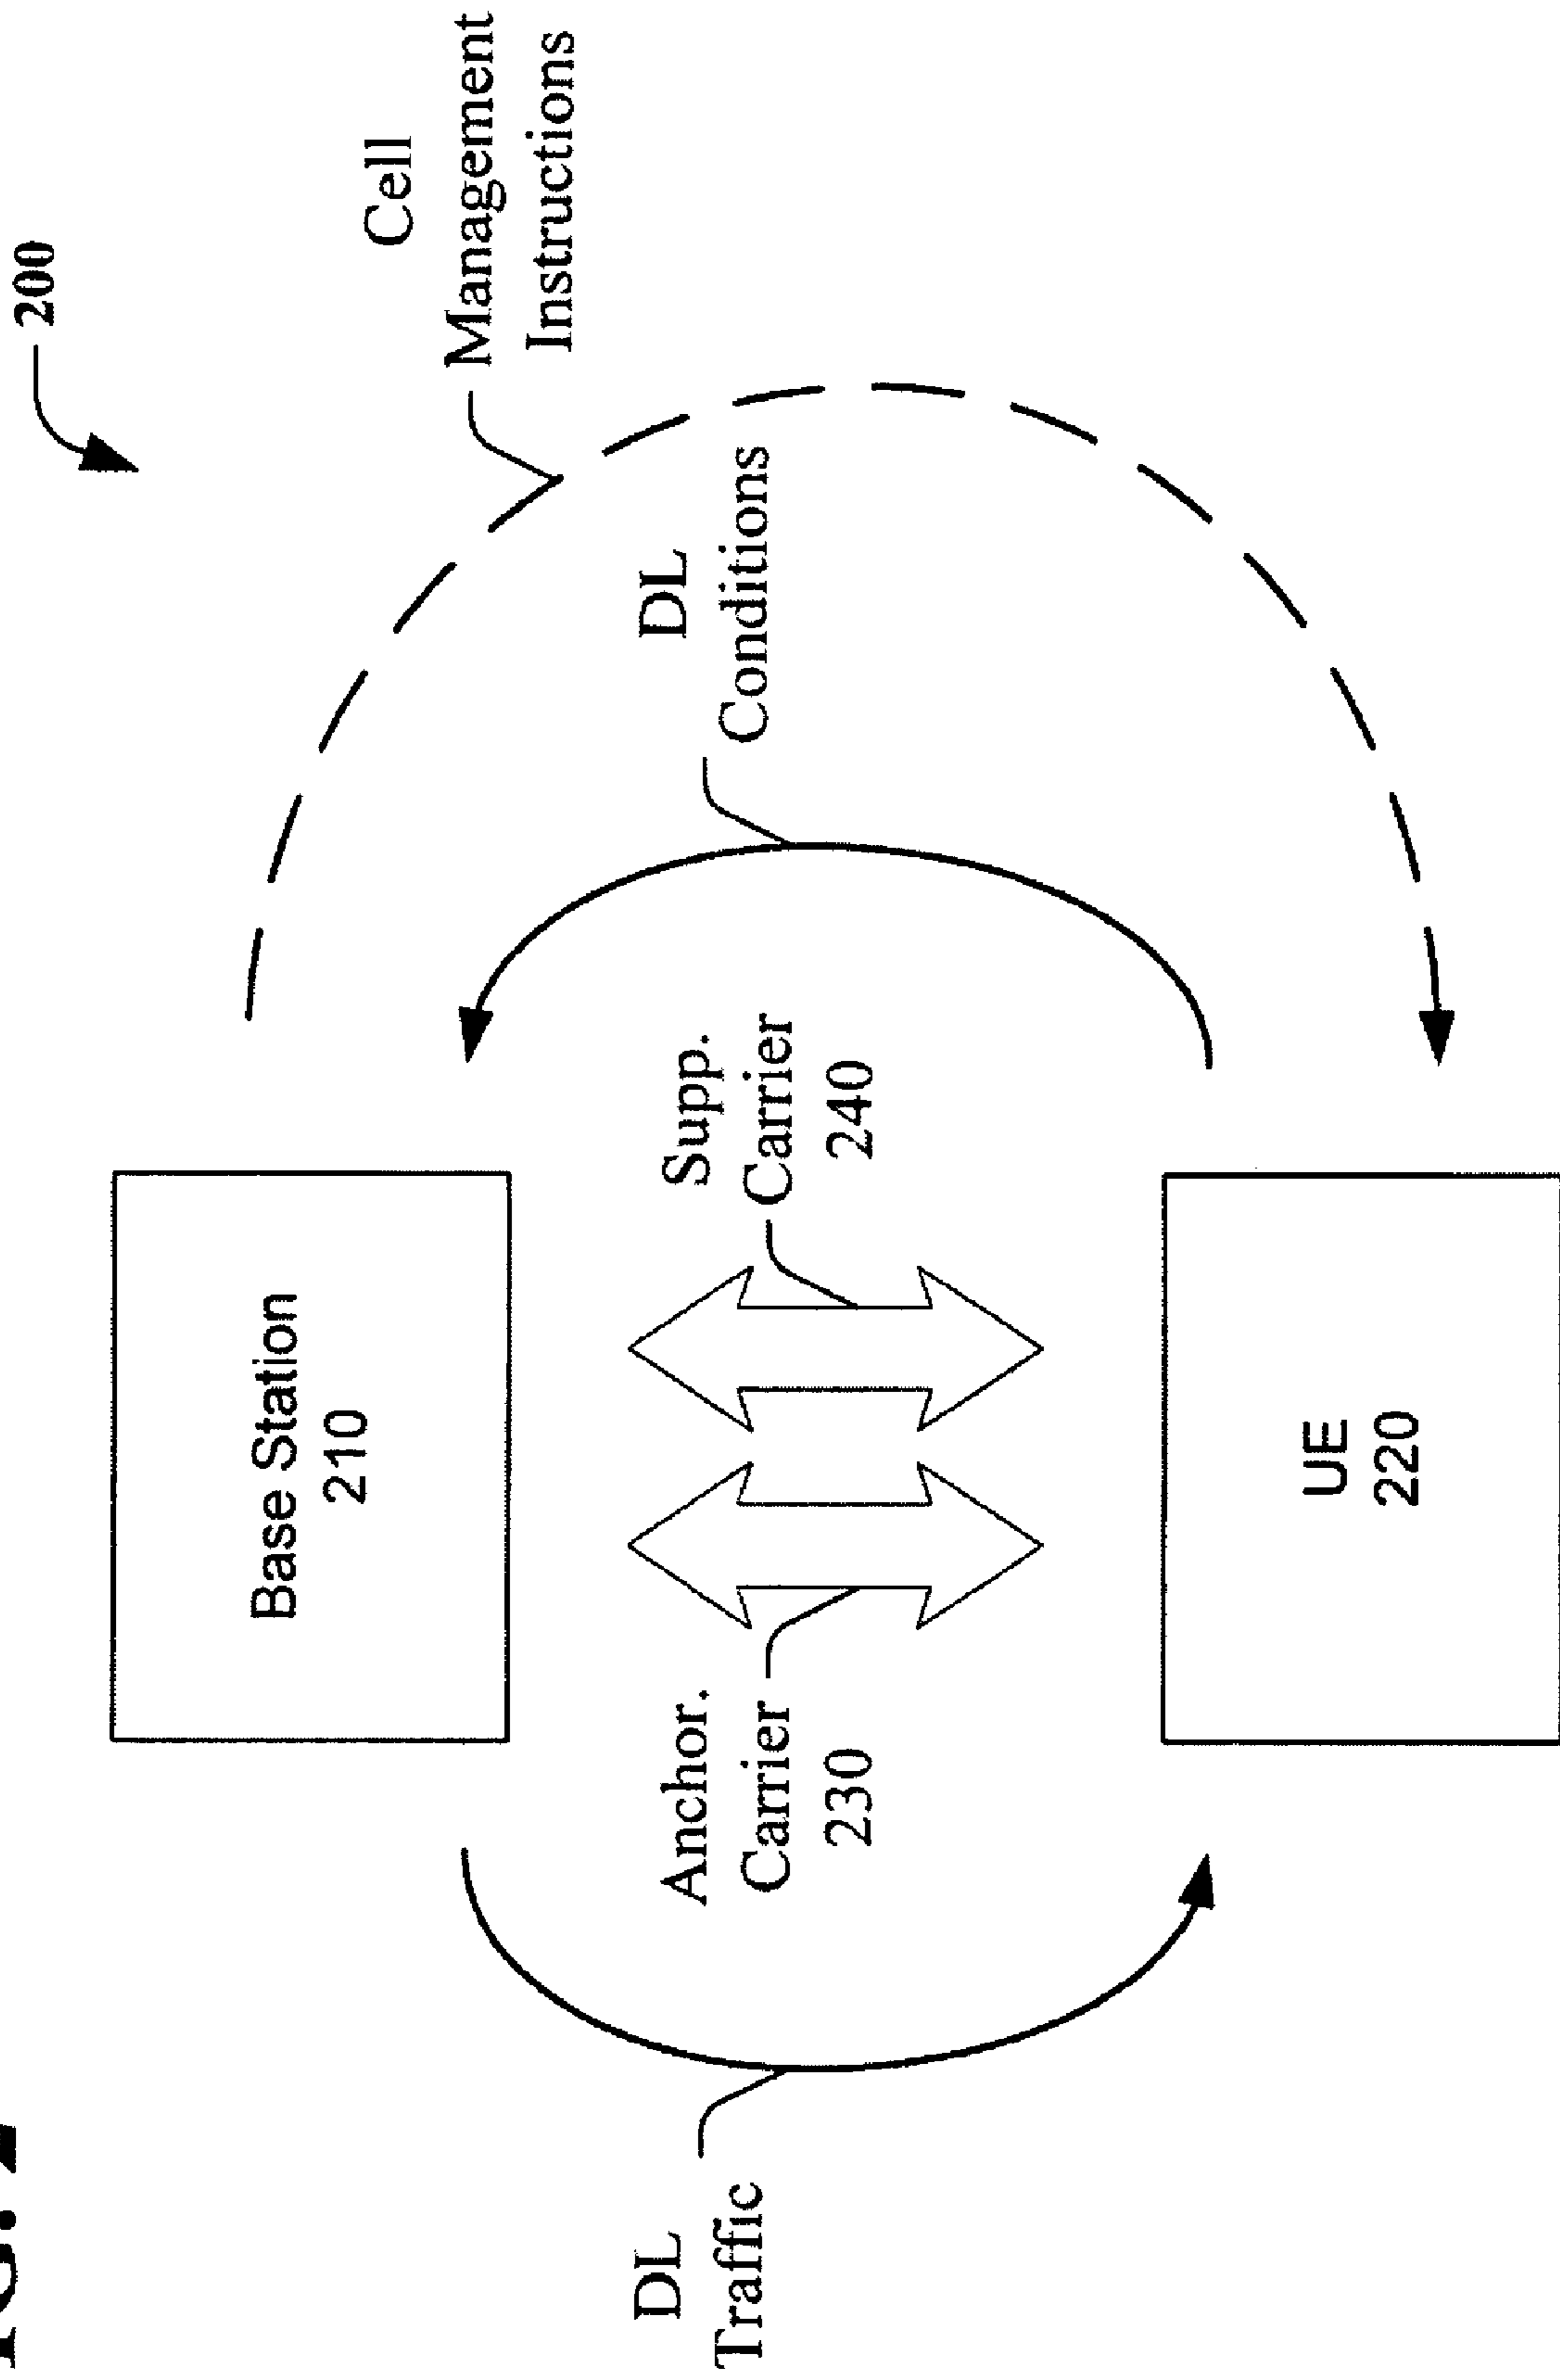 200
Base Station
210
Cell
Management
Instructions
DL
Traffic
Anchor.
Carrier
230
Supp.
Carrier
240
DL
Conditions
UE
220